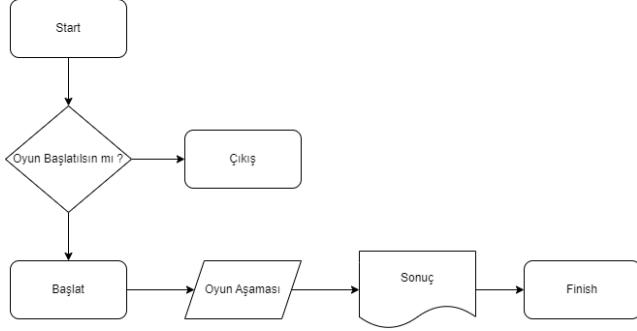 Start
Oyun Başlatılsın mı ?
Çıkış
Başlat
Oyun Aşaması
Sonuç
Finish